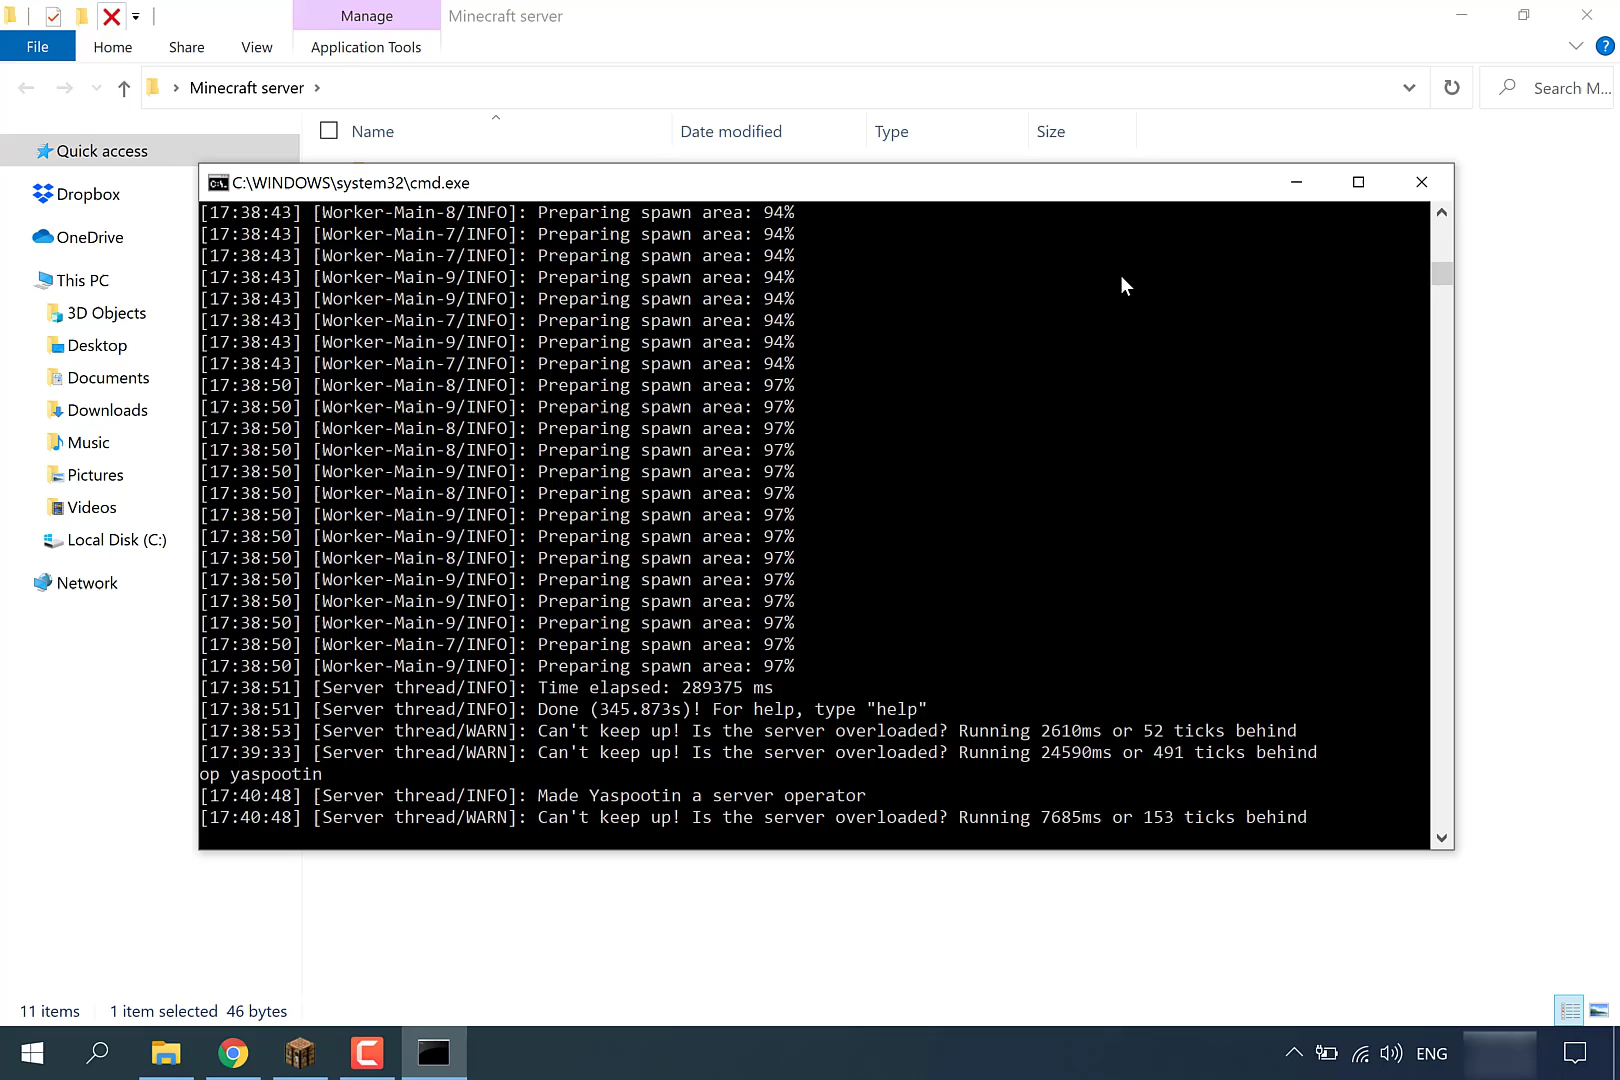 Manage
Minecraft server
File
Home
Share
View
Application Tools
Minecraft server
Search M...
Name
Date modified
Type
Size
Quick access
Dropbox
OneDrive
This PC
3D Objects
Desktop
Documents
Downloads
Music
Pictures
Videos
Local Disk (C:)
Network
C:\WINDOWS\system32\cmd.exe
[17:38:43] [Worker-Main-8/INFO]: Preparing spawn area: 94%
[17:38:43] [Worker-Main-7/INFO]: Preparing spawn area: 94%
[17:38:43] [Worker-Main-7/INFO]: Preparing spawn area: 94%
[17:38:43] [Worker-Main-9/INFO]: Preparing spawn area: 94%
[17:38:43] [Worker-Main-9/INFO]: Preparing spawn area: 94%
[17:38:43] [Worker-Main-7/INFO]: Preparing spawn area: 94%
[17:38:43] [Worker-Main-9/INFO]: Preparing spawn area: 94%
[17:38:43] [Worker-Main-7/INFO]: Preparing spawn area: 94%
[17:38:50] [Worker-Main-8/INFO]: Preparing spawn area: 97%
[17:38:50] [Worker-Main-9/INFO]: Preparing spawn area: 97%
[17:38:50] [Worker-Main-8/INFO]: Preparing spawn area: 97%
[17:38:50] [Worker-Main-8/INFO]: Preparing spawn area: 97%
[17:38:50] [Worker-Main-9/INFO]: Preparing spawn area: 97%
[17:38:50] [Worker-Main-8/INFO]: Preparing spawn area: 97%
[17:38:50] [Worker-Main-9/INFO]: Preparing spawn area: 97%
[17:38:50] [Worker-Main-9/INFO]: Preparing spawn area: 97%
[17:38:50] [Worker-Main-8/INFO]: Preparing spawn area: 97%
[17:38:50] [Worker-Main-9/INFO]: Preparing spawn area: 97%
[17:38:50] [Worker-Main-9/INFO]: Preparing spawn area: 97%
[17:38:50] [Worker-Main-9/INFO]: Preparing spawn area: 97%
[17:38:50] [Worker-Main-7/INFO]: Preparing spawn area: 97%
[17:38:50] [Worker-Main-9/INFO]: Preparing spawn area: 97%
[17:38:51] [Server thread/INFO]: Time elapsed: 289375 ms
[17:38:51] [Server thread/INFO]: Done (345.873s)! For help, type "help"
[17:38:53] [Server thread/WARN]: Can't keep up! Is the server overloaded? Running 2610ms or 52 ticks behind
[17:39:33] [Server thread/WARN]: Can't keep up! Is the server overloaded? Running 24590ms or 491 ticks behind
op yaspootin
[17:40:48] [Server thread/INFO]: Made Yaspootin a server operator
[17:40:48] [Server thread/WARN]: Can't keep up! Is the server overloaded? Running 7685ms or 153 ticks behind
11 items
1 item selected 46 bytes
ENG